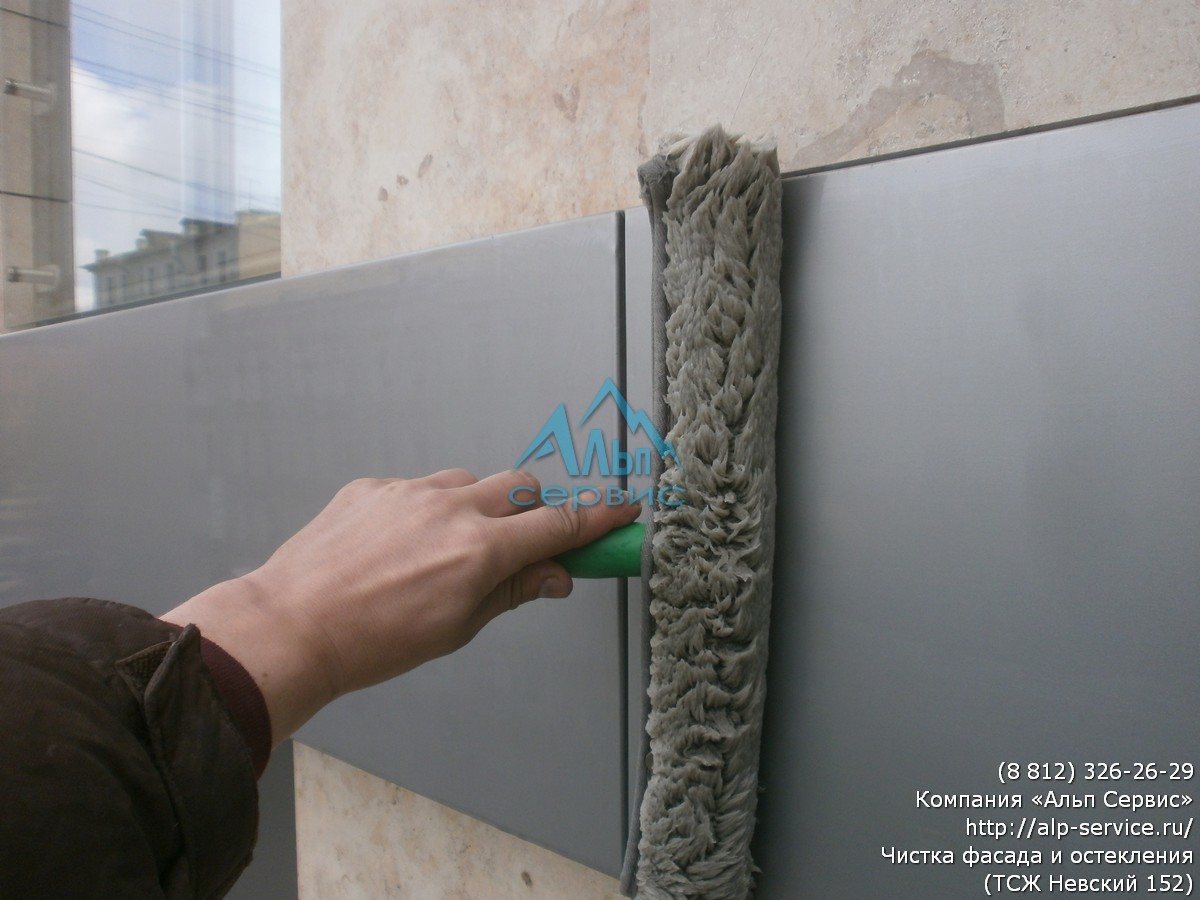 Альп
сервис
(8 812) 326-26-29
Компания «Альп Сервис»
http://alp-service.ru/
Чистка фасада и остекления
(ТСЖ Невский 152)